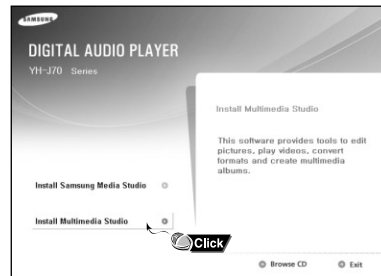 SAMSUNG
DIGITAL AUDIO PLAYER
YH-J70 Series
Install Multimedia Studio
This software provides tools to edit
pictures, play videos, convert
formats and create multimedia
albums.
Install Samsung Media Studio
Install Multimedia Studio
Click
Browse CD
Exit